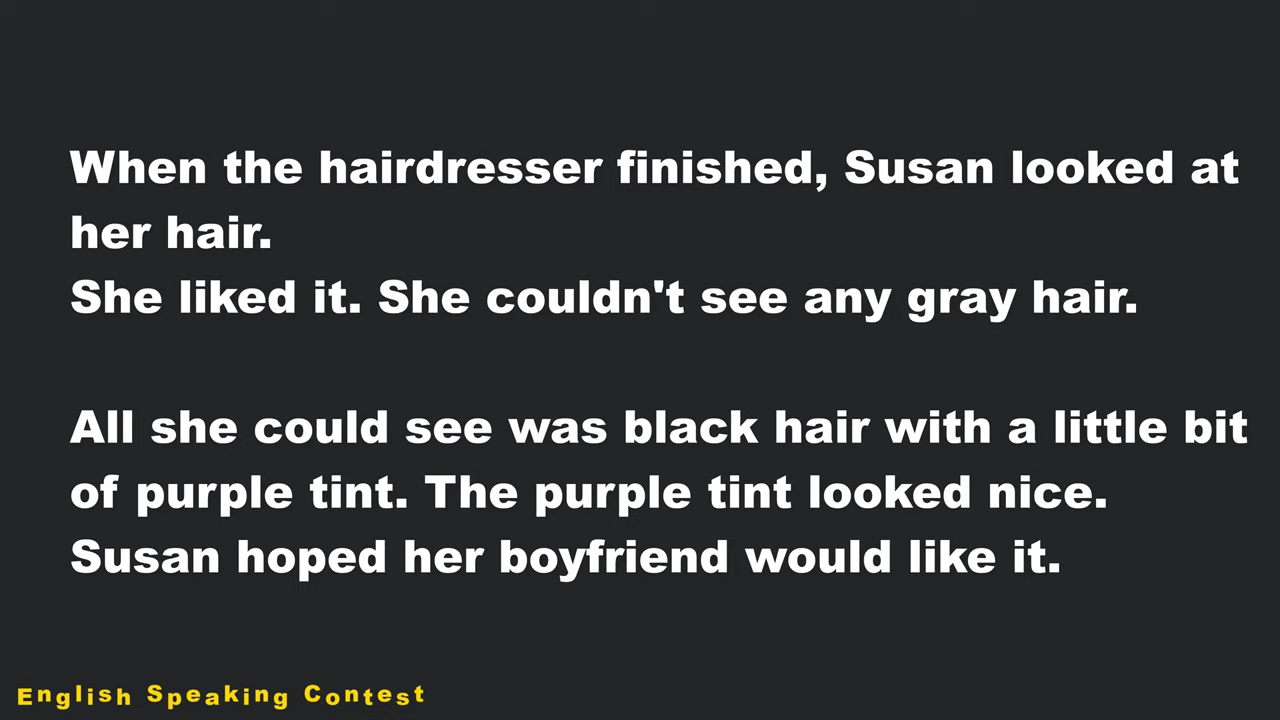 When the hairdresser finished, Susan looked at
her hair.
She liked it. She couldn't see any gray hair.
All she could see was black hair with a little bit
of purple tint. The purple tint looked nice.
Susan hoped her boyfriend would like it.
English Speaking Contest